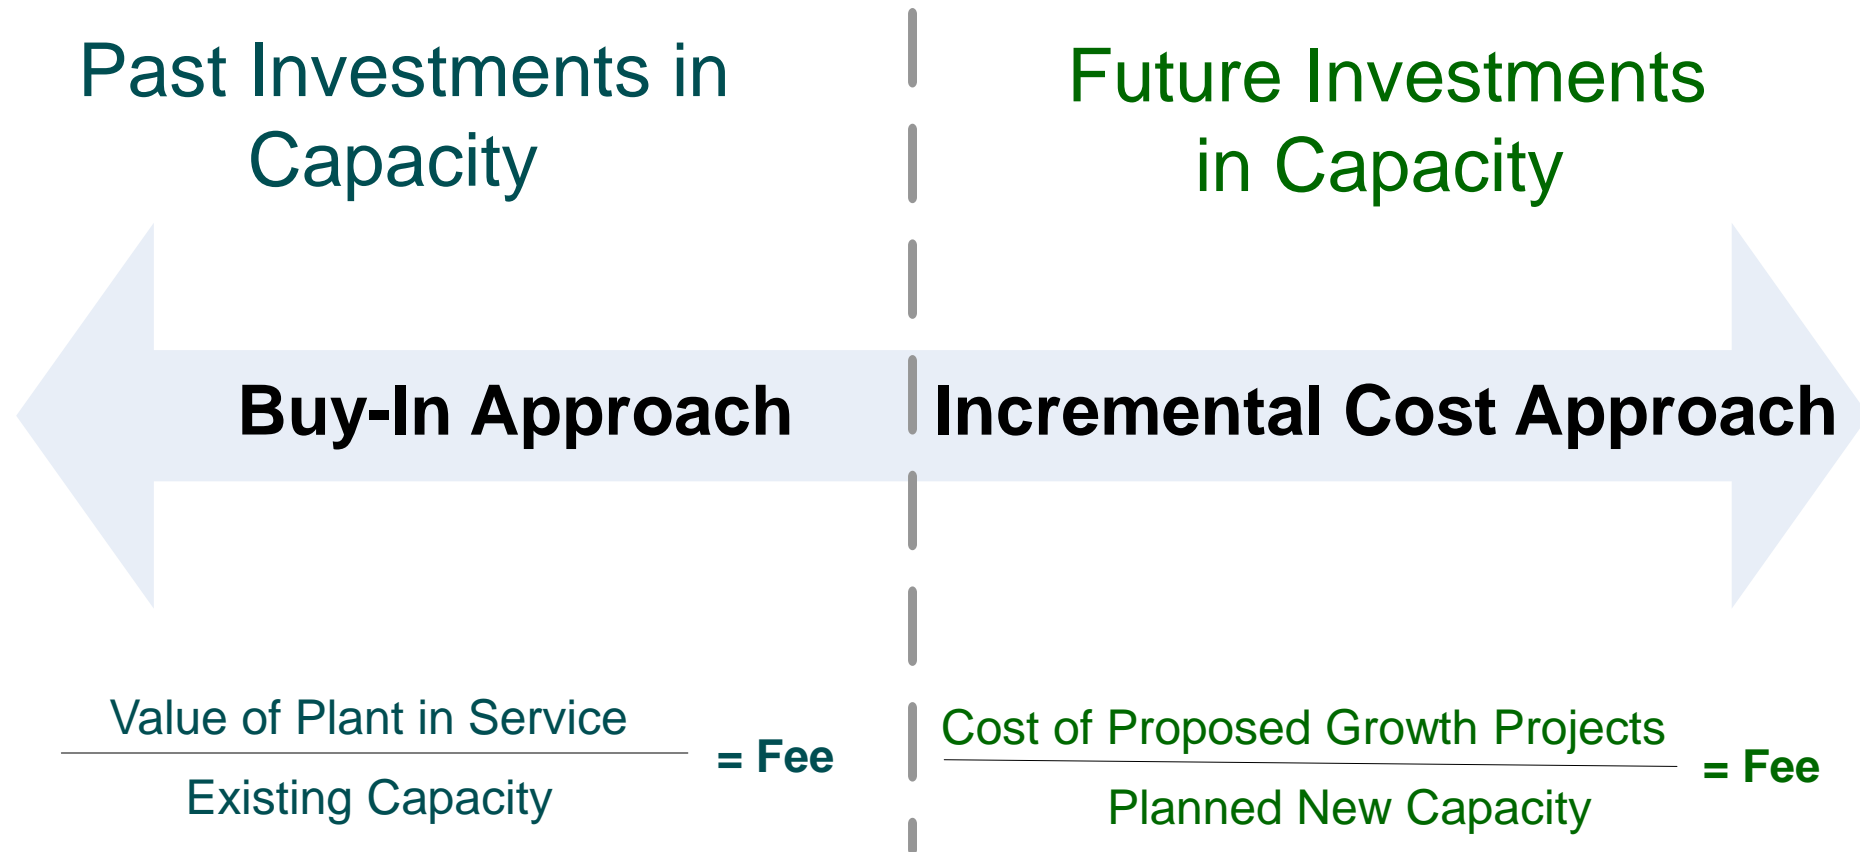 Past Investments in
Capacity
Future Investments
in Capacity
Buy-In Approach
Incremental Cost Approach
Value of Plant in Service
Existing Capacity
= Fee
Cost of Proposed Growth Projects
Planned New Capacity
= Fee